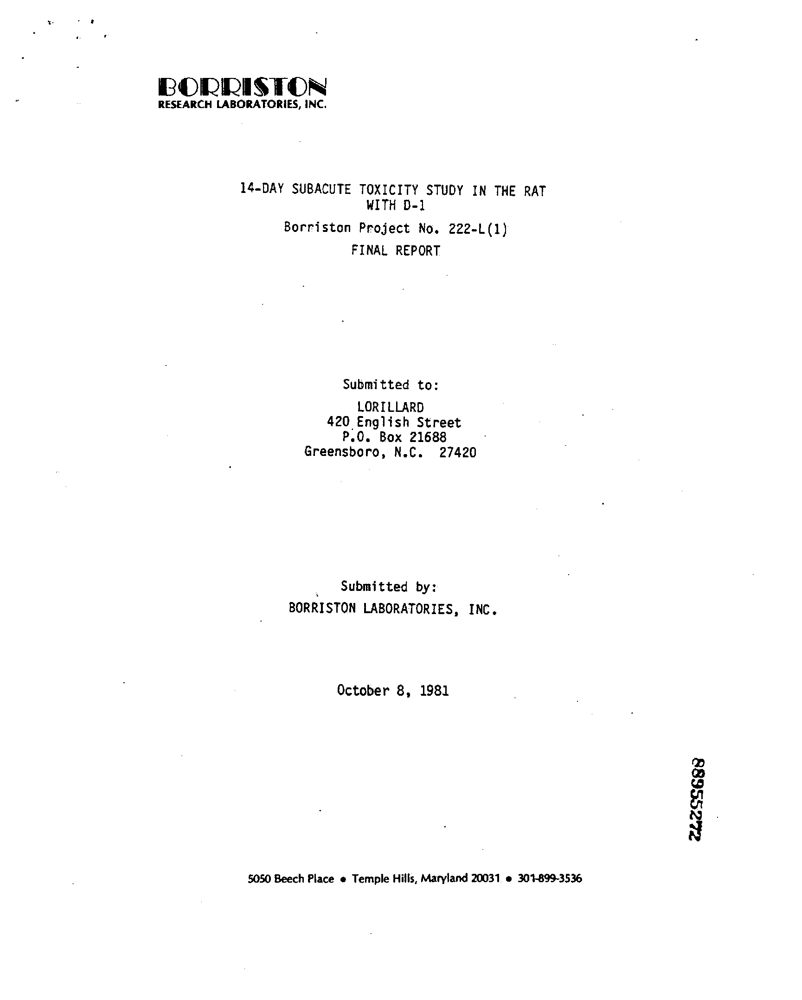 BORRISTON
RESEARCH LABORATORIES, INC.
14-DAY SUBACUTE TOXICITY STUDY IN THE RAT
WITH D-1
Borriston Project No. 222-L(1)
FINAL REPORT
Submitted to:
LORILLARD
420 English Street
P.O. Box 21688
Greensboro, N.C. 27420
Submitted by:
BORRISTON LABORATORIES, INC.
October 8, 1981
88955272
5050 Beech Place • Temple Hills, Maryland 20031 • 301-899-3536